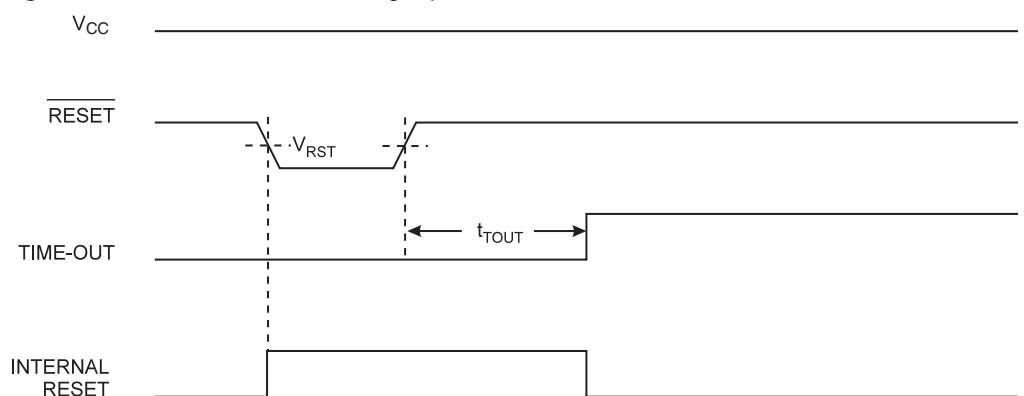 VCC
RESET
VRST
tTOUT
TIME-OUT
INTERNAL
RESET